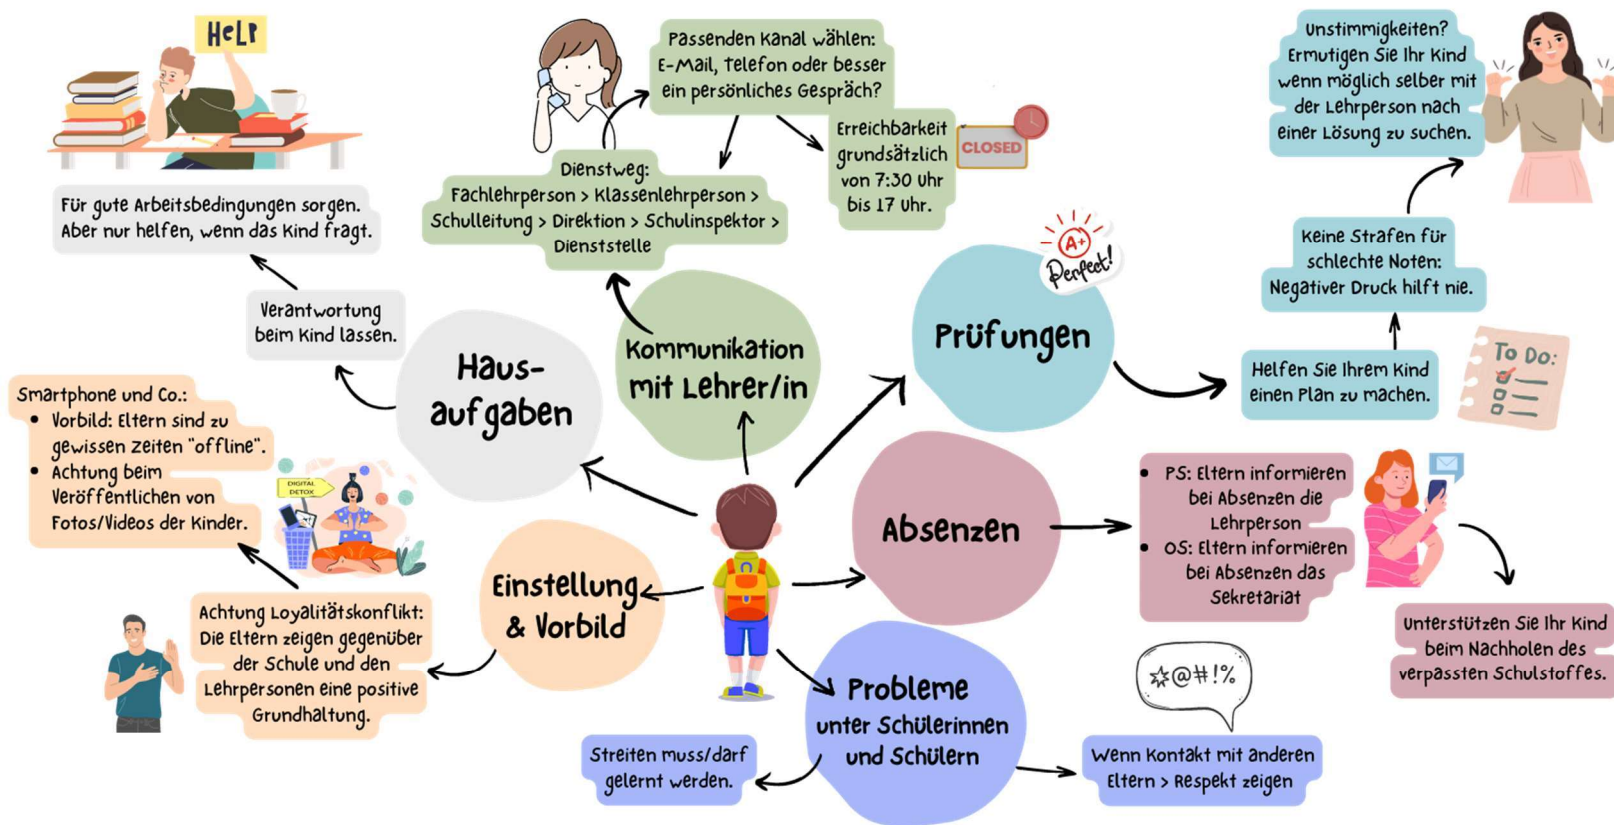 HELP
Für gute Arbeitsbedingungen sorgen.
Aber nur helfen, wenn das Kind fragt.
Verantwortung
beim Kind lassen.
Haus-
aufgaben
Passenden Kanal wählen:
E-Mail, Telefon oder besser
ein persönliches Gespräch?
Erreichbarkeit
grundsätzlich
von 7:30 Uhr
bis 17 Uhr.
CLOSED
Dienstweg:
Fachlehrperson > Klassenlehrperson >
Schulleitung > Direktion > Schulinspektor >
Dienststelle
Kommunikation
mit Lehrer/in
A+
Perfect!
Prüfungen
Unstimmigkeiten?
Ermutigen Sie Ihr Kind
wenn möglich selber mit
der Lehrperson nach
einer Lösung zu suchen.
Keine Strafen für
schlechte Noten:
Negativer Druck hilft nie.
Helfen Sie Ihrem Kind
einen Plan zu machen.
To Do:
Smartphone und Co.:
• Vorbild: Eltern sind zu
gewissen Zeiten "offline".
• Achtung beim
Veröffentlichen von
Fotos/Videos der Kinder.
DIGITAL
DETOX
Einstellung
& Vorbild
Achtung Loyalitätskonflikt:
Die Eltern zeigen gegenüber
der Schule und den
Lehrpersonen eine positive
Grundhaltung.
Absenzen
• PS: Eltern informieren
bei Absenzen die
Lehrperson
• OS: Eltern informieren
bei Absenzen das
Sekretariat
Unterstützen Sie Ihr Kind
beim Nachholen des
verpassten Schulstoffes.
Probleme
unter Schülerinnen
und Schülern
Streiten muss/darf
gelernt werden.
☆@#!%
Wenn Kontakt mit anderen
Eltern > Respekt zeigen